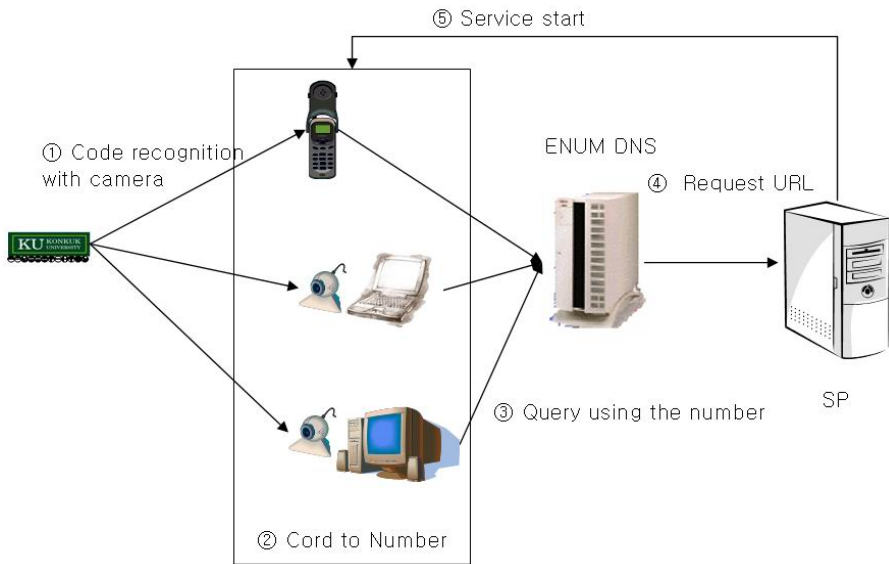 ⑤ Service start
① Code recognition
with camera
ENUM DNS
④ Request URL
KU KONKUK
UNIVERSITY
SP
③ Query using the number
② Cord to Number